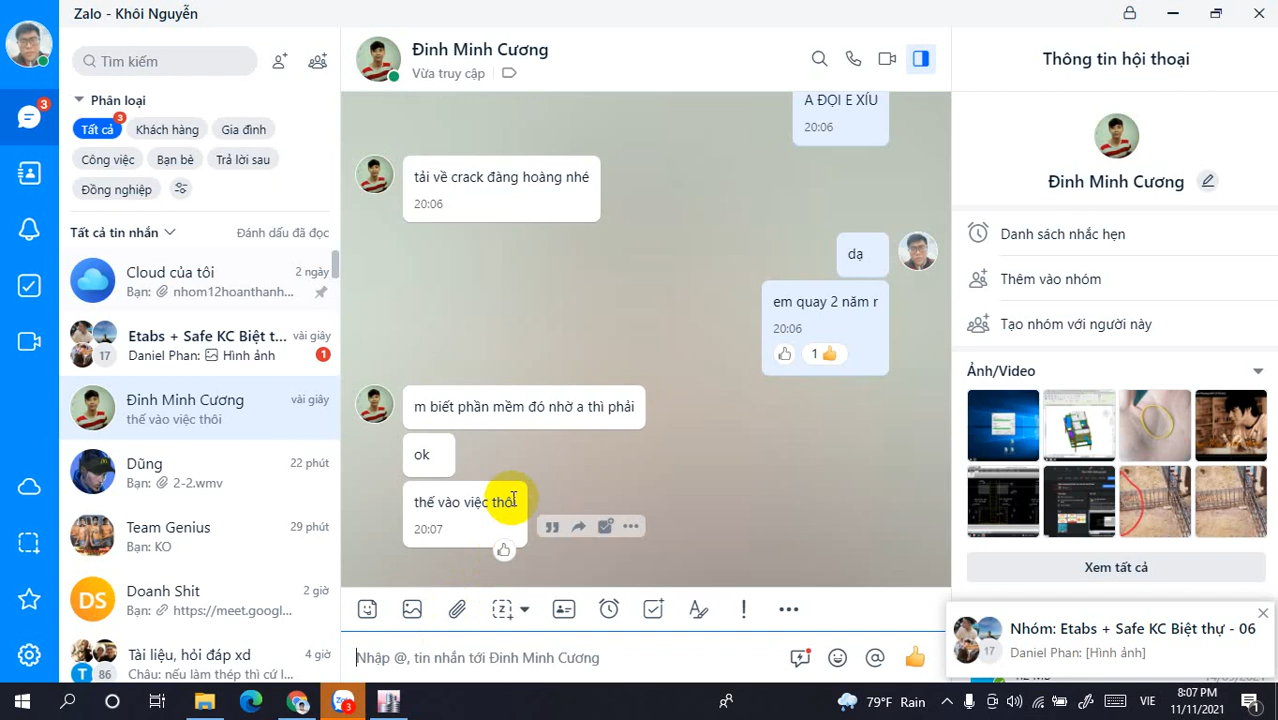 Zalo - Khôi Nguyễn
Tìm kiếm
Phân loại
Tất cả
3
Khách hàng
Gia đình
Công việc
Bạn bè
Trả lời sau
Đồng nghiệp
Tất cả tin nhắn
Đánh dấu đã đọc
Cloud của tôi
2 ngày
Bạn: nhom12hoanthanh...
Etabs + Safe KC Biệt t...
vài giây
17
Daniel Phan: Hình ảnh
1
Đinh Minh Cương
vài giây
thế vào việc thôi
Dũng
22 phút
Bạn: 2-2.wmv
Team Genius
29 phút
Bạn: KO
DS
Doanh Shit
2 giờ
Bạn: https://meet.googl...
Tài liệu, hỏi đáp xd
4 giờ
T 86
Châu: nếu làm thép thì cứ l...
3
Đinh Minh Cương
Vừa truy cập
A ĐỌI E XÍU
20:06
tải về crack đàng hoàng nhé
20:06
dạ
em quay 2 năm r
20:06
1
m biết phần mềm đó nhờ a thì phải
ok
thế vào việc thôi
20:07
Nhập @, tin nhắn tới Đinh Minh Cương
Thông tin hội thoại
Đinh Minh Cương
Danh sách nhắc hẹn
Thêm vào nhóm
Tạo nhóm với người này
Ảnh/Video
Xem tất cả
Nhóm: Etabs + Safe KC Biệt thự - 06
17
Daniel Phan: [Hình ảnh]
3
79°F Rain
VIE
8:07 PM
11/11/2021
1